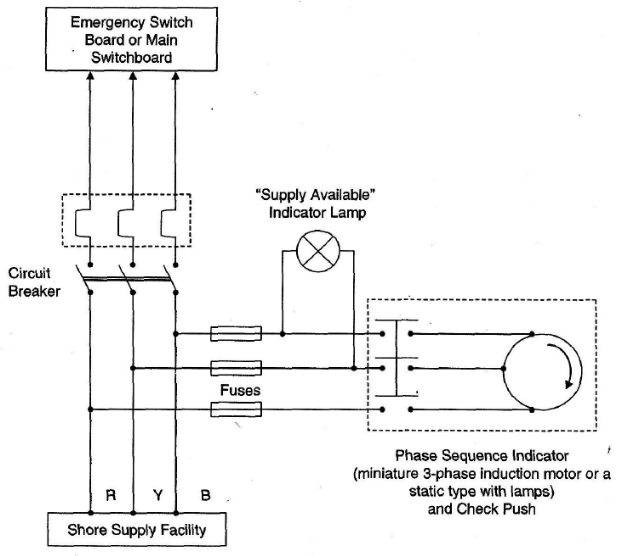 Emergency Switch
Board or Main
Switchboard
"Supply Available"
Indicator Lamp
Circuit
Breaker
Fuses
R Y B
Phase Sequence Indicator
(miniature 3-phase induction motor or a
static type with lamps)
and Check Push
Shore Supply Facility